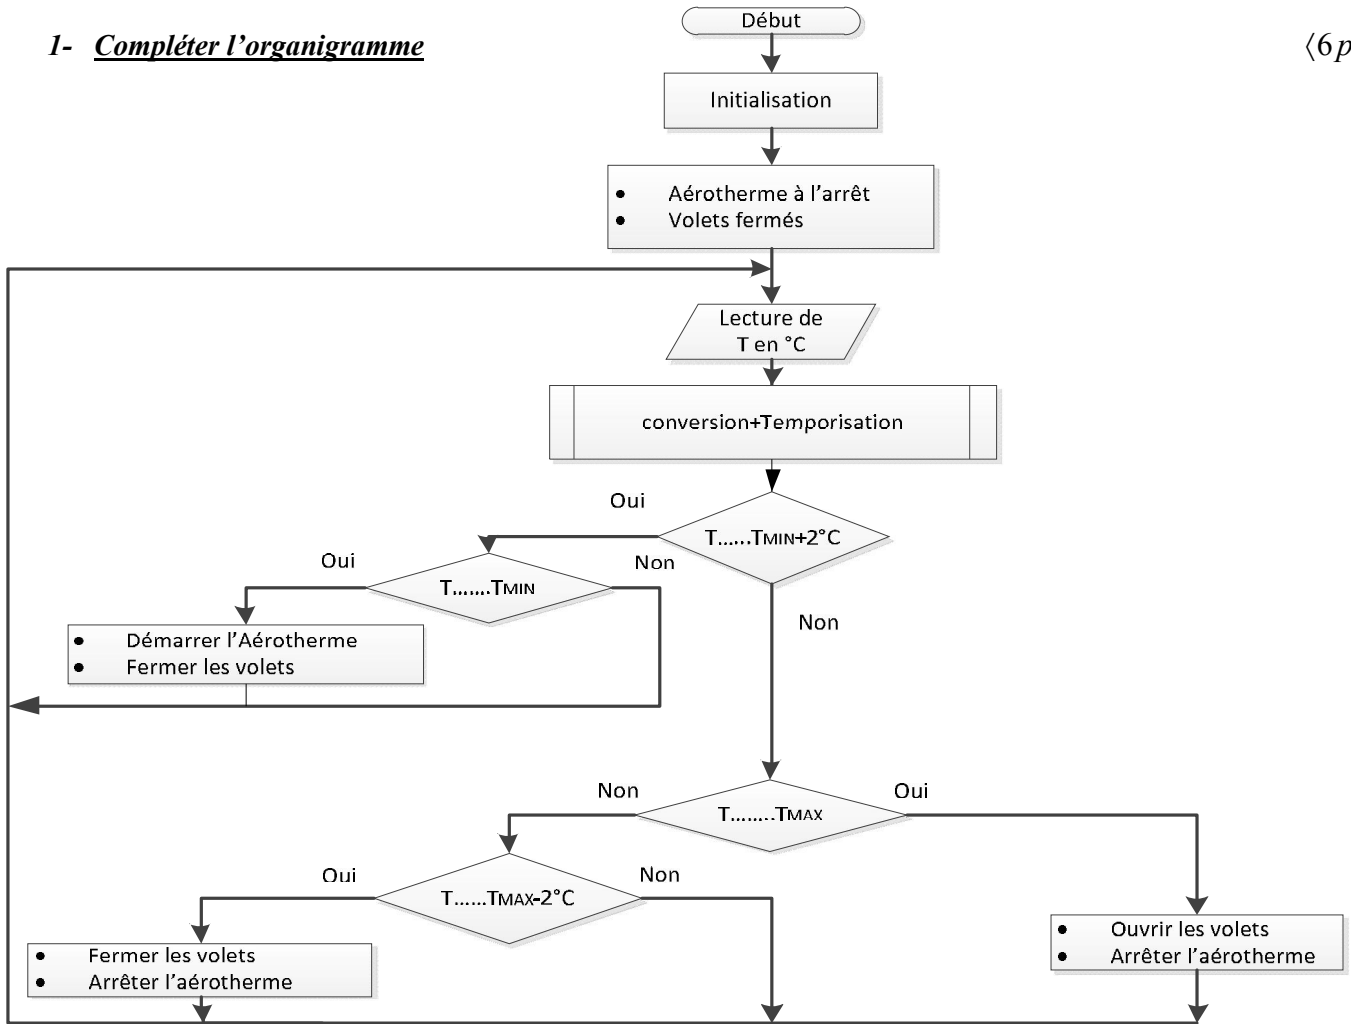 Début
1- Compléter l'organigramme
⟨6p
Initialisation
• Aérotherme à l'arrêt
• Volets fermés
Lecture de
T en °C
conversion+Temporisation
Oui
T......TMIN+2°C
Oui
Non
T.......TMIN
Non
• Démarrer l'Aérotherme
• Fermer les volets
Non
Oui
T........TMAX
Oui
Non
T......TMAX-2°C
• Ouvrir les volets
• Arrêter l'aérotherme
• Fermer les volets
• Arrêter l'aérotherme